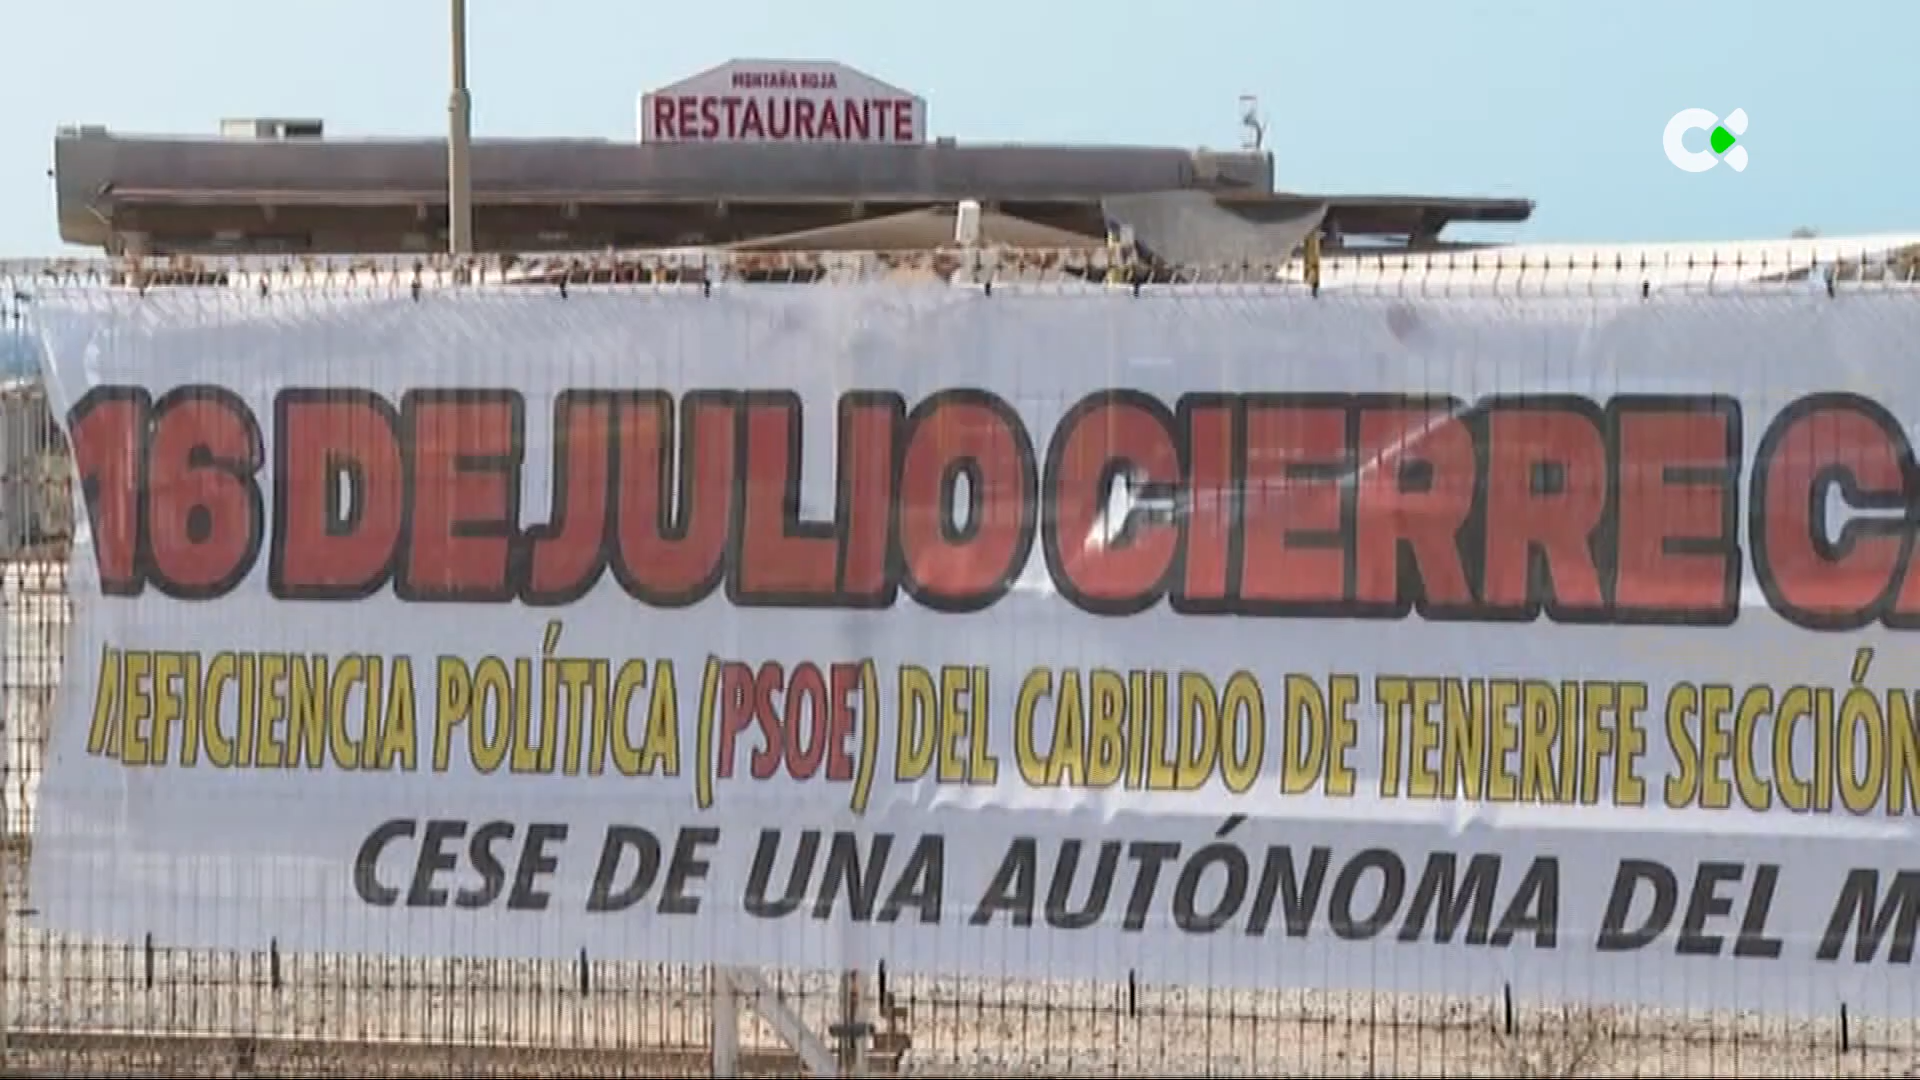 MONTAÑA ROJA
RESTAURANTE
16 DE JULIO CIERRE
DEFICIENCIA POLÍTICA (PSOE) DEL CABILDO DE TENERIFE SECCIÓN
CESE DE UNA AUTÓNOMA DEL